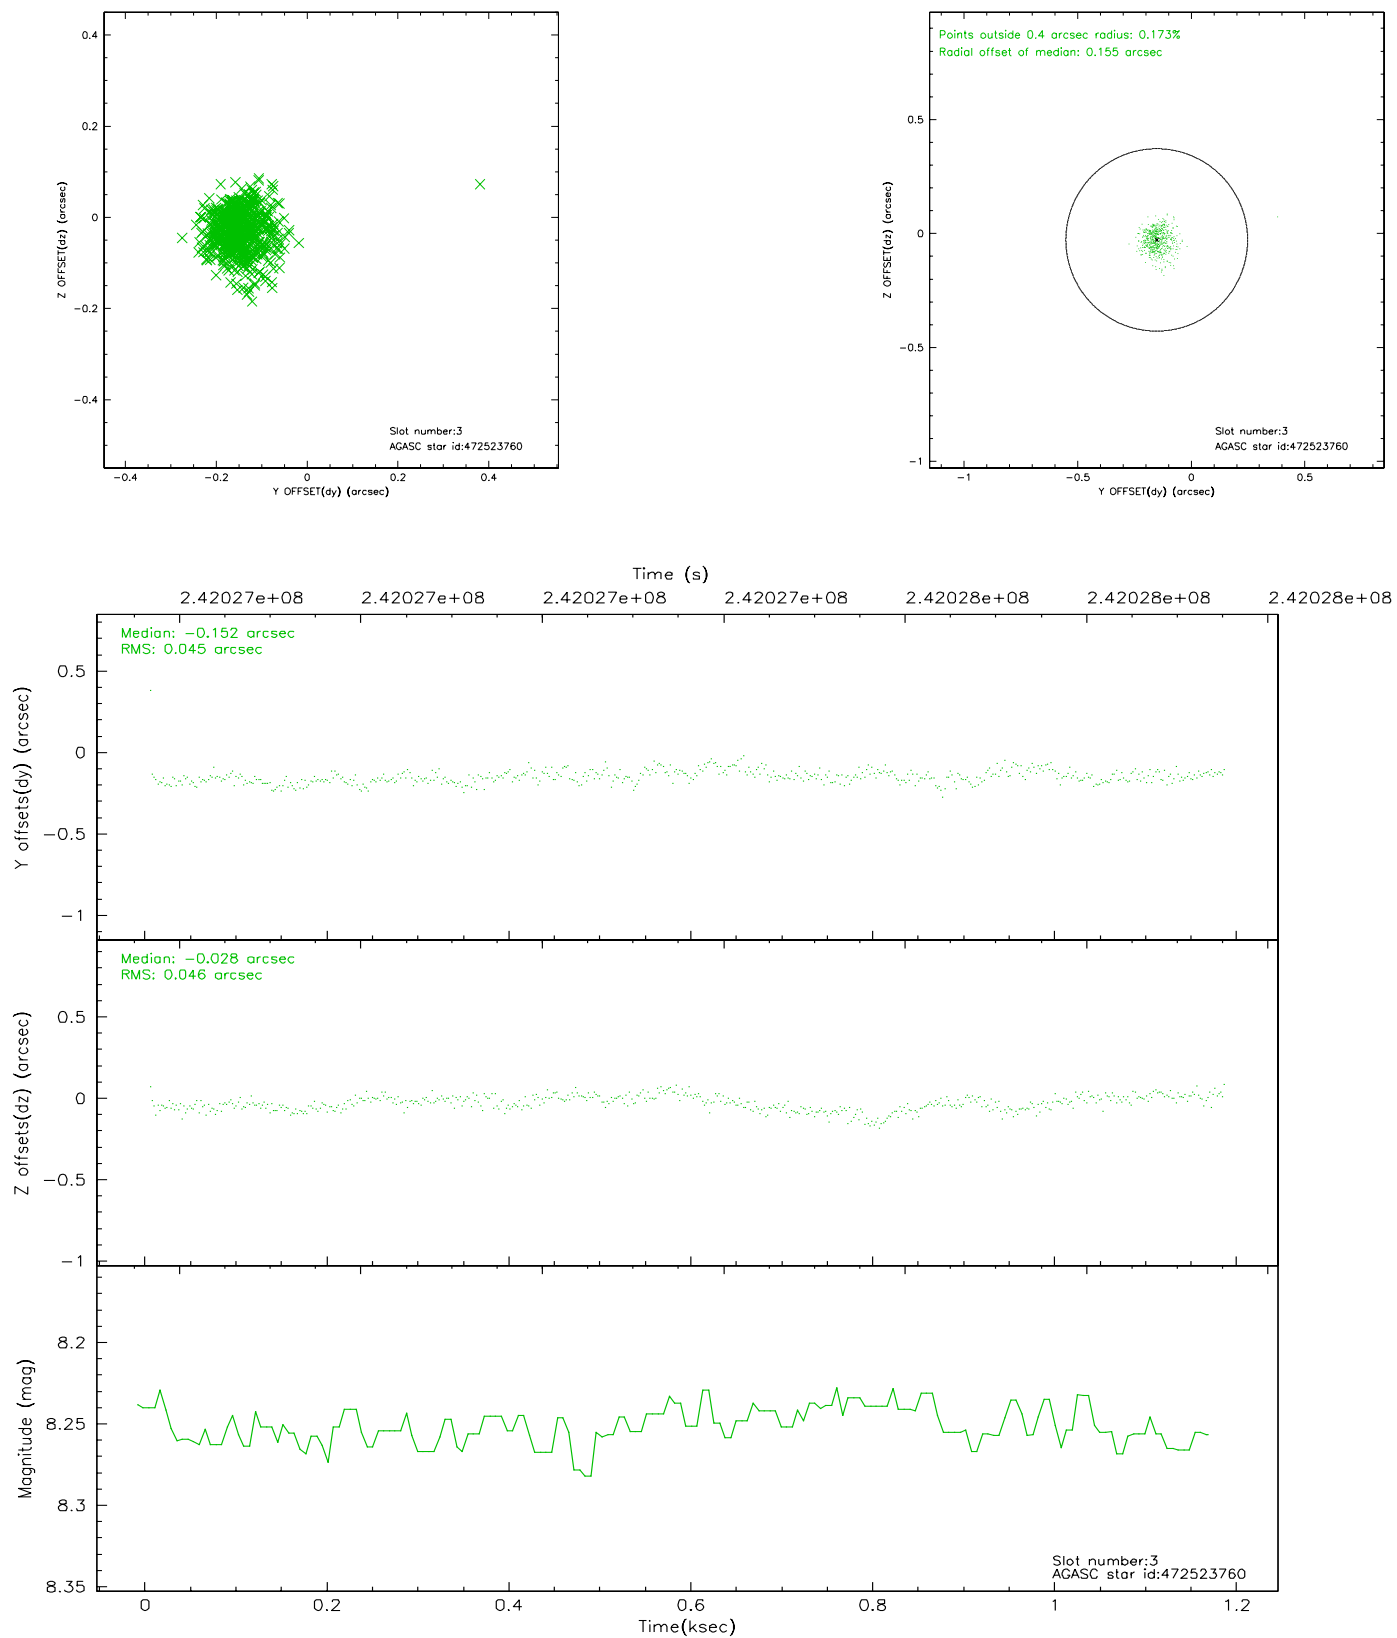 0.4
0.2
0
−0.2
−0.4
Z OFFSET(dz) (arcsec)
Slot number:3
AGASC star id:472523760
−0.4
−0.2
0
0.2
0.4
Y OFFSET(dy) (arcsec)
Points outside 0.4 arcsec radius: 0.173%
Radial offset of median: 0.155 arcsec
0.5
0
−0.5
−1
Z OFFSET(dz) (arcsec)
Slot number:3
AGASC star id:472523760
−1
−0.5
0
0.5
Y OFFSET(dy) (arcsec)
Time (s)
2.42027e+08
2.42027e+08
2.42027e+08
2.42027e+08
2.42028e+08
2.42028e+08
2.42028e+08
Median: −0.152 arcsec
RMS: 0.045 arcsec
0.5
0
−0.5
−1
Y offsets(dy) (arcsec)
Median: −0.028 arcsec
RMS: 0.046 arcsec
0.5
0
−0.5
−1
Z offsets(dz) (arcsec)
8.2
8.25
8.3
8.35
Magnitude (mag)
Slot number:3
AGASC star id:472523760
0
0.2
0.4
0.6
0.8
1
1.2
Time(ksec)